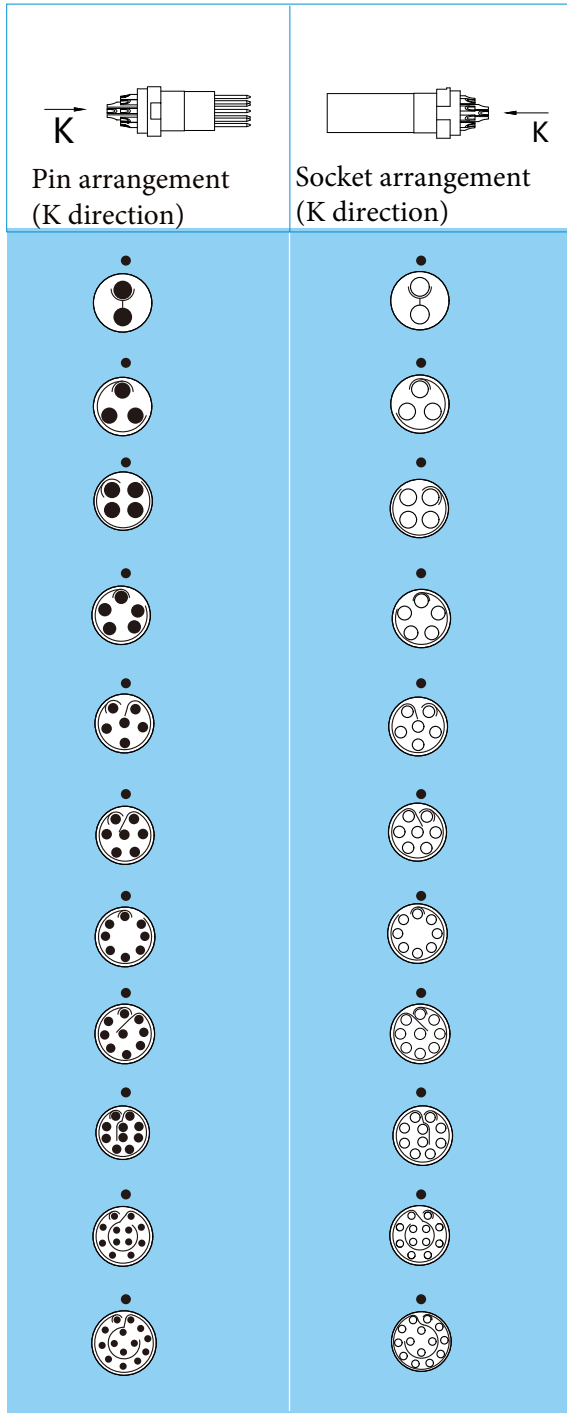 K
Pin arrangement
(K direction)
K
Socket arrangement
(K direction)